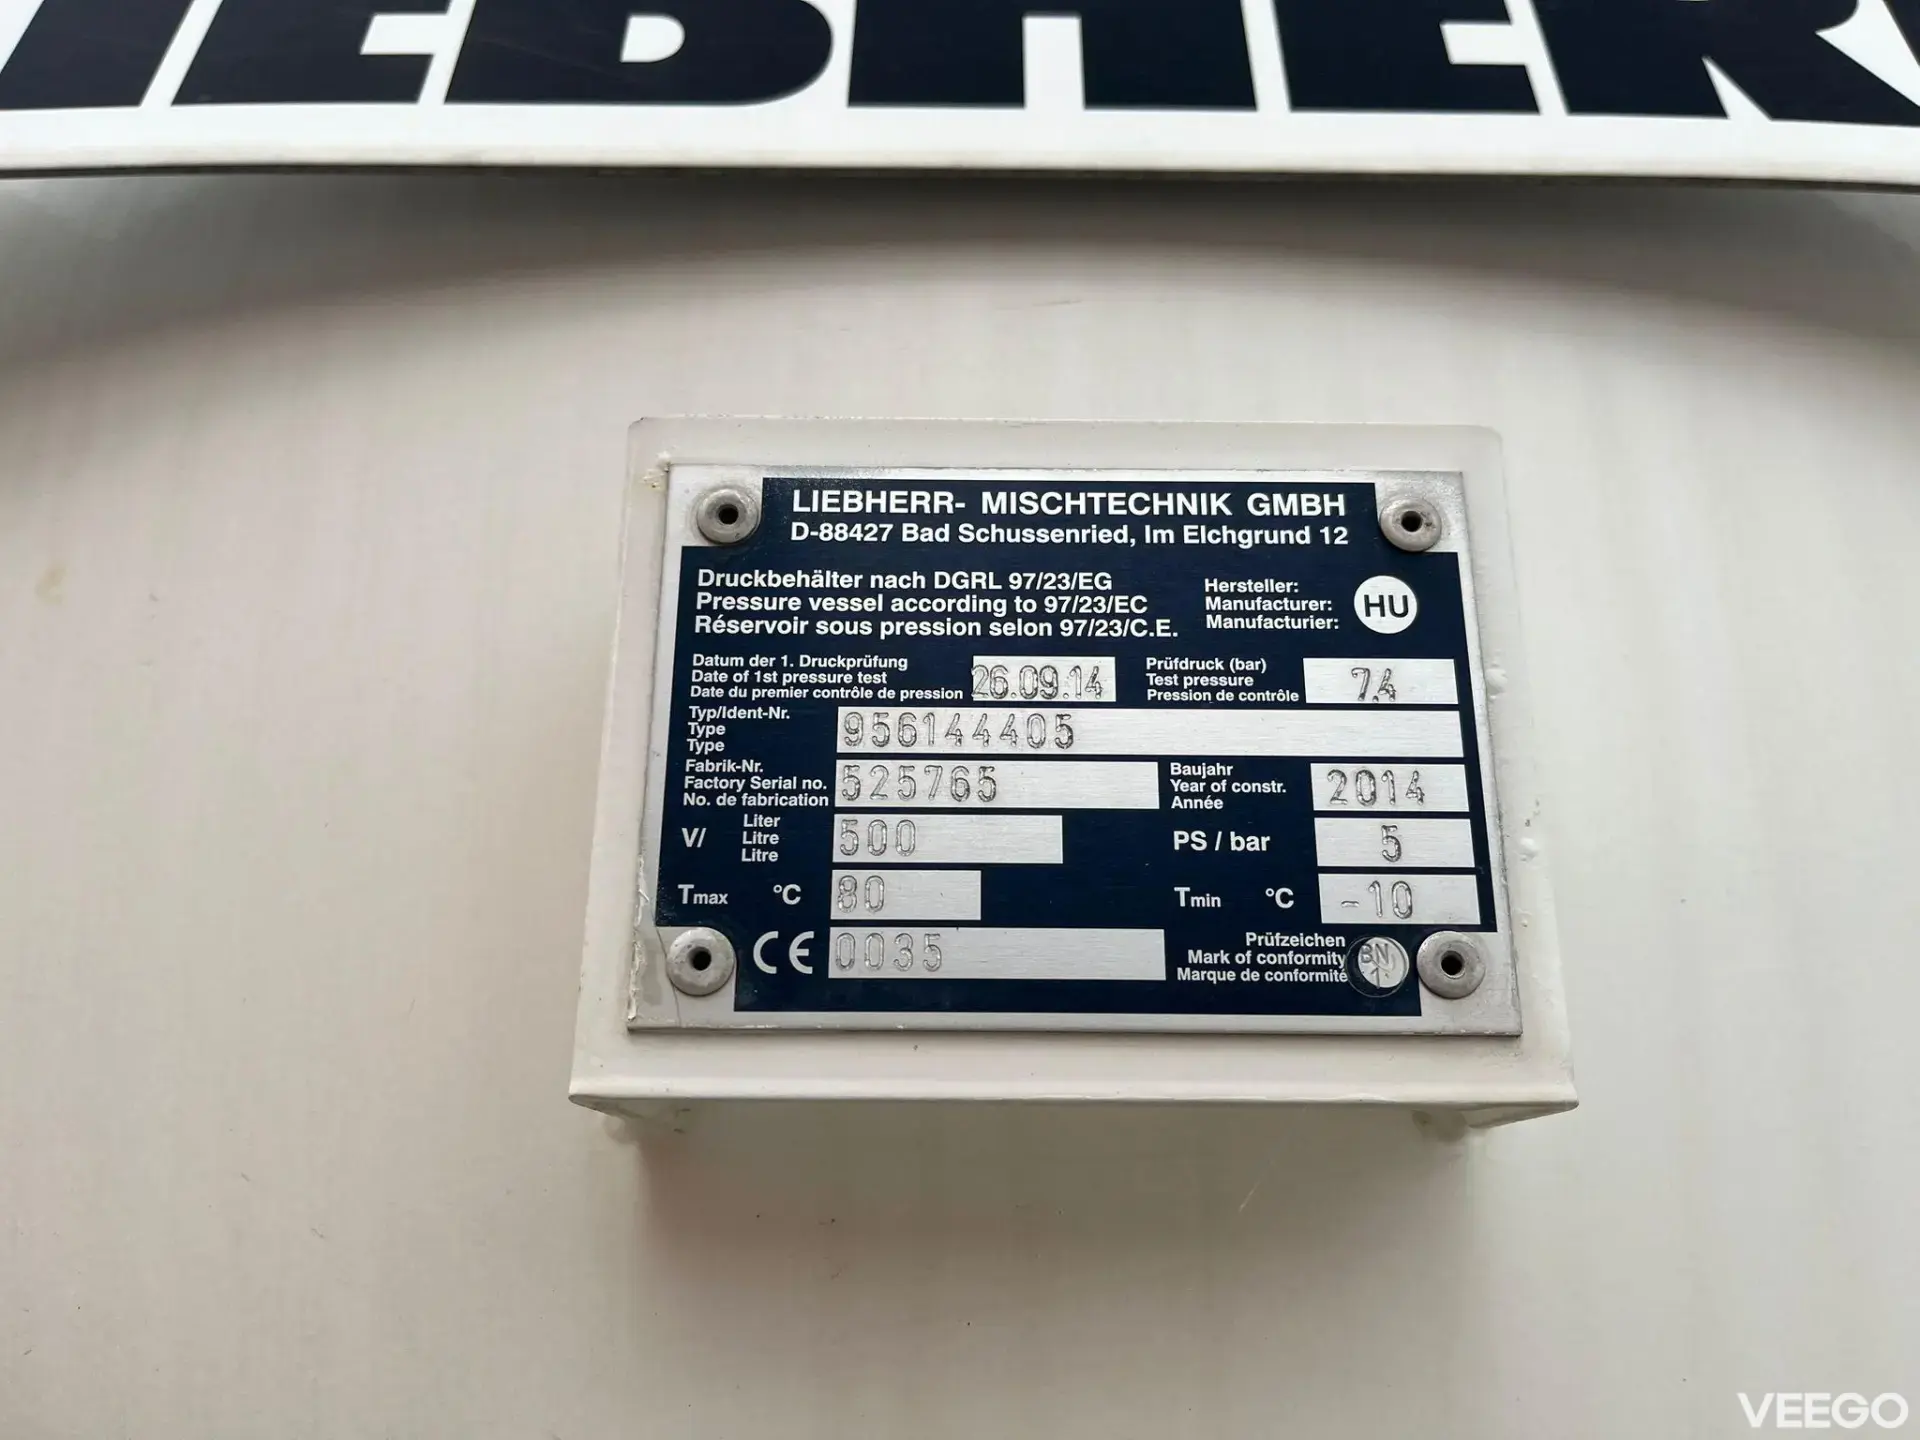 LIEBHERR
LIEBHERR- MISCHTECHNIK GMBH
D-88427 Bad Schussenried, Im Elchgrund 12
Druckbehälter nach DGRL 97/23/EG
Pressure vessel according to 97/23/EC
Réservoir sous pression selon 97/23/C.E.
Hersteller:
Manufacturer:
Manufacturier:
HU
Datum der 1. Druckprüfung
Date of 1st pressure test
Date du premier contrôle de pression
26.09.14
Prüfdruck (bar)
Test pressure
Pression de contrôle
7,4
Typ/Ident-Nr.
Type
Type
956144405
Fabrik-Nr.
Factory Serial no.
No. de fabrication
525765
Baujahr
Year of constr.
Année
2014
V/
Liter
Litre
Litre
500
PS / bar
5
Tmax °C
80
Tmin °C
-10
CE
0035
Prüfzeichen
Mark of conformity
Marque de conformité
BN
1
VEEGO